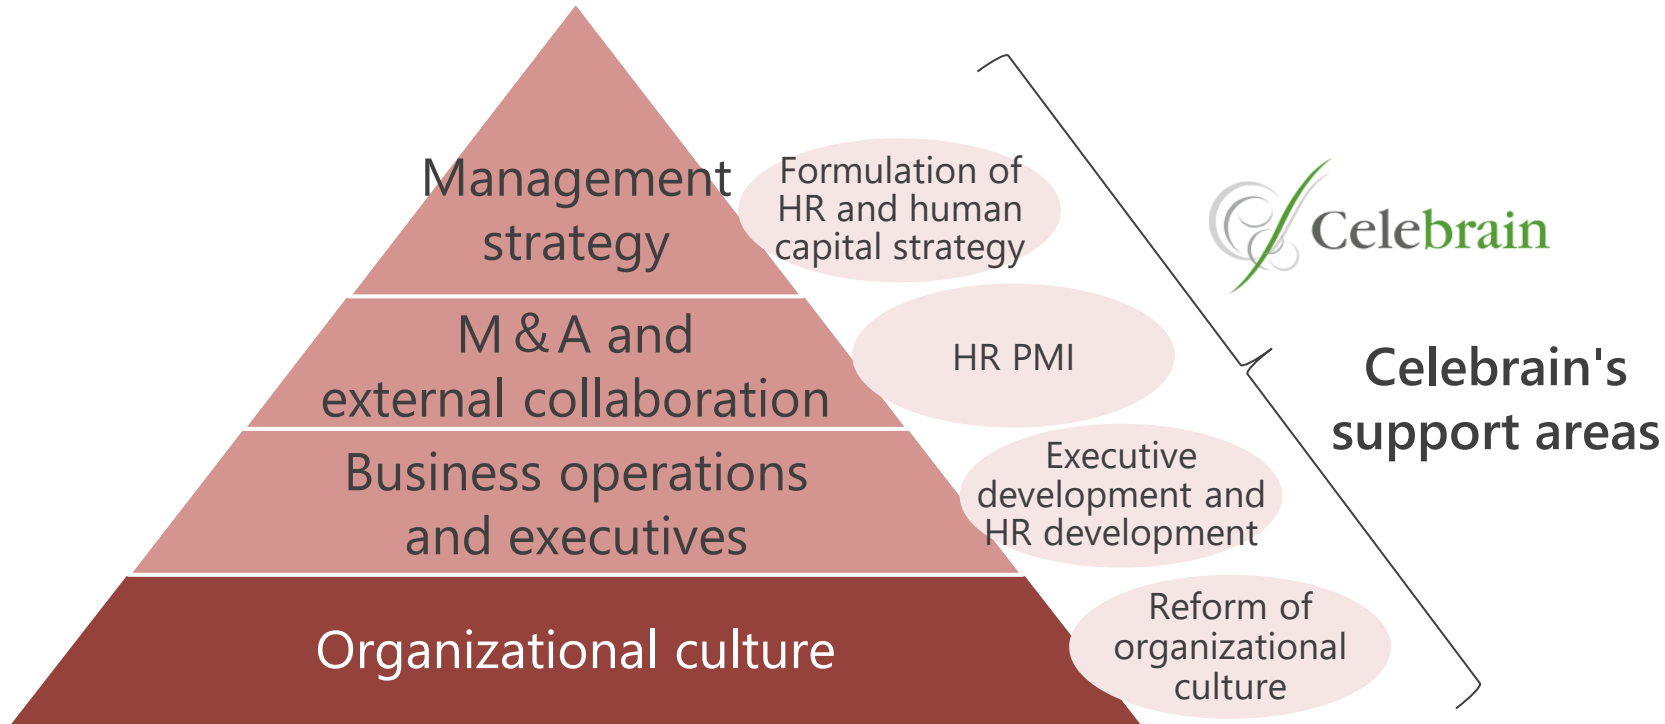 Management
strategy
Formulation of
HR and human
capital strategy
Celebrain
M＆A and
external collaboration
HR PMI
Celebrain's
support areas
Business operations
and executives
Executive
development and
HR development
Organizational culture
Reform of
organizational
culture